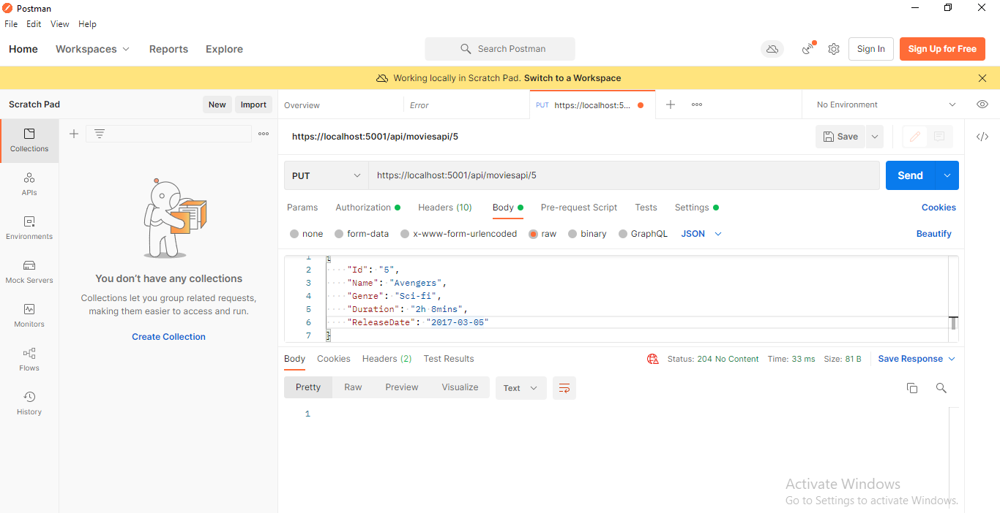 Postman
File Edit View Help
Home Workspaces Reports Explore Search Postman Sign In Sign Up for Free
Working locally in Scratch Pad. Switch to a Workspace
Scratch Pad New Import Overview Error PUT https://localhost:5... No Environment
https://localhost:5001/api/moviesapi/5 Save
Collections
APIs
Environments
Mock Servers
Monitors
Flows
History
You don't have any collections
Collections let you group related requests,
making them easier to access and run.
Create Collection
PUT https://localhost:5001/api/moviesapi/5 Send
Params Authorization Headers (10) Body Pre-request Script Tests Settings Cookies
none form-data x-www-form-urlencoded raw binary GraphQL JSON Beautify
1 {
2 "Id": "5",
3 "Name": "Avengers",
4 "Genre": "Sci-fi",
5 "Duration": "2h 8mins",
6 "ReleaseDate": "2017-03-05"
7 }
Body Cookies Headers (2) Test Results Status: 204 No Content Time: 33 ms Size: 81 B Save Response
Pretty Raw Preview Visualize Text
1
Activate Windows
Go to Settings to activate Windows.